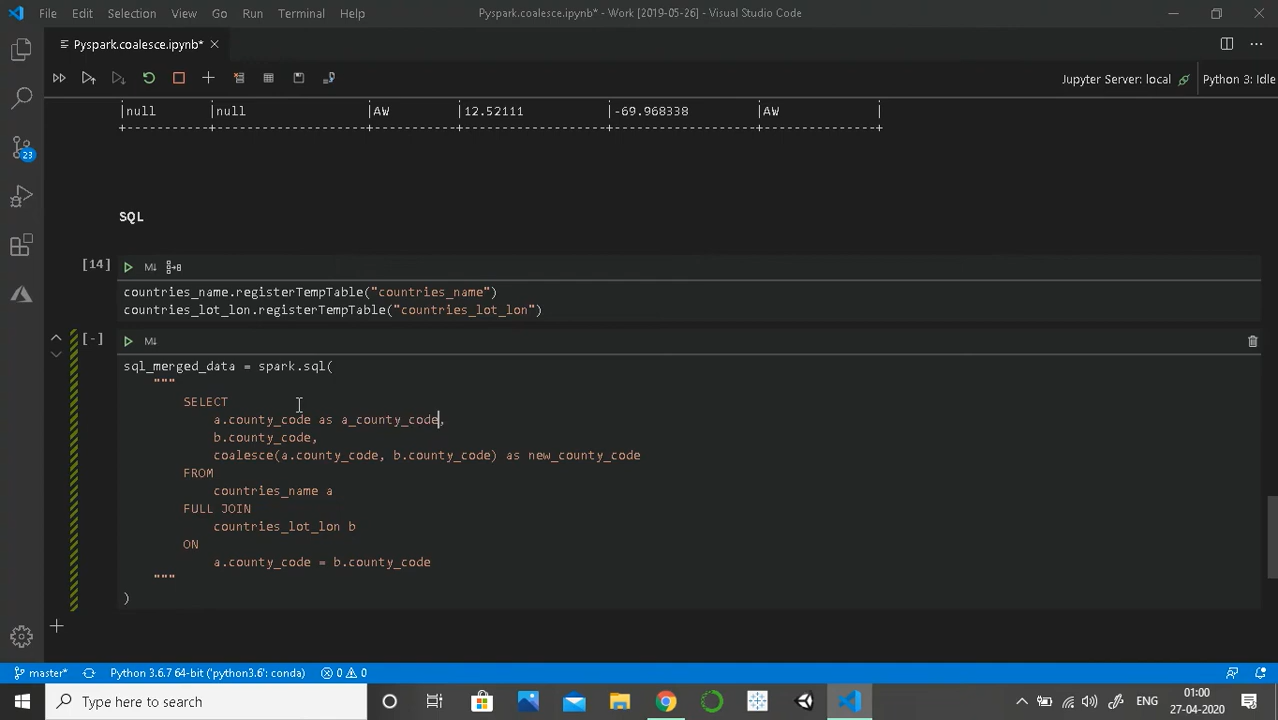 File Edit Selection View Go Run Terminal Help Pyspark.coalesce.ipynb* - Work [2019-05-26] - Visual Studio Code
Pyspark.coalesce.ipynb*
Jupyter Server: local Python 3: Idle
|null |null |AW |12.52111 |-69.968338 |AW |
SQL
[14]
M↓
countries_name.registerTempTable("countries_name")
countries_lot_lon.registerTempTable("countries_lot_lon")
[-]
M↓
sql_merged_data = spark.sql(
"""
SELECT
a.county_code as a_county_code,
b.county_code,
coalesce(a.county_code, b.county_code) as new_county_code
FROM
countries_name a
FULL JOIN
countries_lot_lon b
ON
a.county_code = b.county_code
"""
)
23
master* Python 3.6.7 64-bit ('python3.6': conda) 0 0
Type here to search
ENG
01:00
27-04-2020